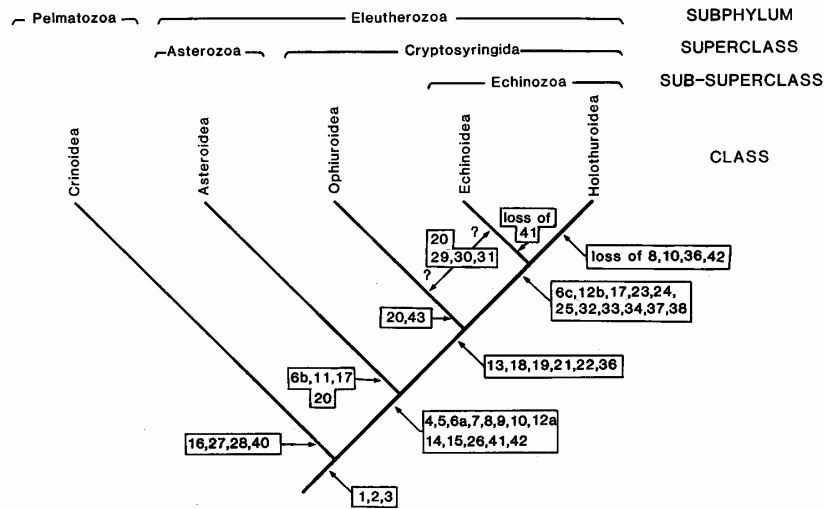 Pelmatozoa
Eleutherozoa
SUBPHYLUM
Asterozoa
Cryptosyringida
SUPERCLASS
Echinozoa
SUB-SUPERCLASS
Crinoidea
Asteroidea
Ophiuroidea
Echinoidea
Holothuroidea
CLASS
loss of
41
?
20
29,30,31
?
loss of 8,10,36,42
6c,12b,17,23,24,
25,32,33,34,37,38
20,43
13,18,19,21,22,36
6b,11,17
20
4,5,6a,7,8,9,10,12a
14,15,26,41,42
16,27,28,40
1,2,3